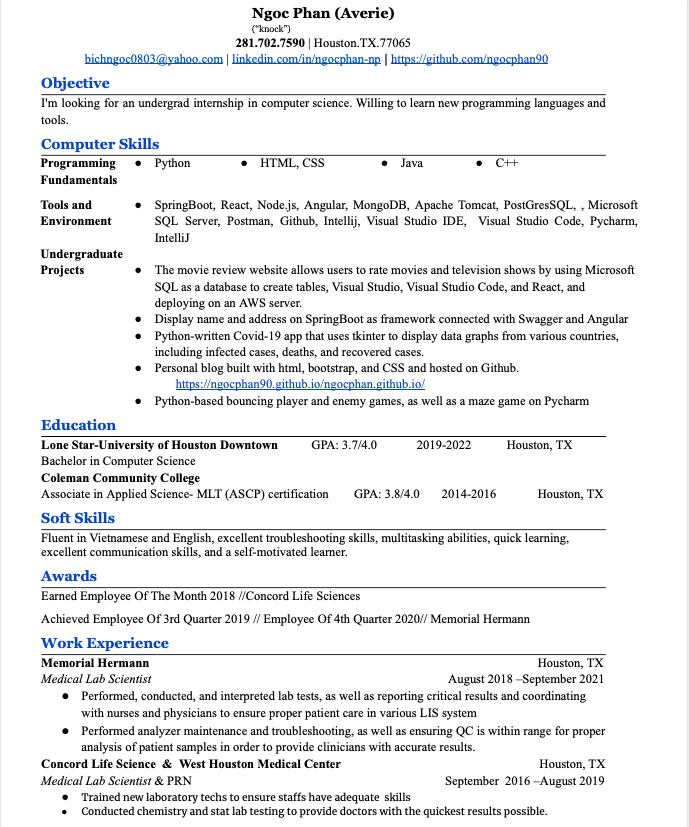 Ngoc Phan (Averie)
("knock")
281.702.7590 | Houston.TX.77065
bichngoc0803@yahoo.com | linkedin.com/in/ngocphan-np | https://github.com/ngocphan90
Objective
I'm looking for an undergrad internship in computer science. Willing to learn new programming languages and
tools.
Computer Skills
Programming ● Python ● HTML, CSS ● Java ● C++
Fundamentals
Tools and ● SpringBoot, React, Node.js, Angular, MongoDB, Apache Tomcat, PostGresSQL, , Microsoft
Environment SQL Server, Postman, Github, Intellij, Visual Studio IDE, Visual Studio Code, Pycharm,
IntelliJ
Undergraduate
Projects ● The movie review website allows users to rate movies and television shows by using Microsoft
SQL as a database to create tables, Visual Studio, Visual Studio Code, and React, and
deploying on an AWS server.
● Display name and address on SpringBoot as framework connected with Swagger and Angular
● Python-written Covid-19 app that uses tkinter to display data graphs from various countries,
including infected cases, deaths, and recovered cases.
● Personal blog built with html, bootstrap, and CSS and hosted on Github.
https://ngocphan90.github.io/ngocphan.github.io/
● Python-based bouncing player and enemy games, as well as a maze game on Pycharm
Education
Lone Star-University of Houston Downtown GPA: 3.7/4.0 2019-2022 Houston, TX
Bachelor in Computer Science
Coleman Community College
Associate in Applied Science- MLT (ASCP) certification GPA: 3.8/4.0 2014-2016 Houston, TX
Soft Skills
Fluent in Vietnamese and English, excellent troubleshooting skills, multitasking abilities, quick learning,
excellent communication skills, and a self-motivated learner.
Awards
Earned Employee Of The Month 2018 //Concord Life Sciences
Achieved Employee Of 3rd Quarter 2019 // Employee Of 4th Quarter 2020// Memorial Hermann
Work Experience
Memorial Hermann Houston, TX
Medical Lab Scientist August 2018 –September 2021
● Performed, conducted, and interpreted lab tests, as well as reporting critical results and coordinating
with nurses and physicians to ensure proper patient care in various LIS system
● Performed analyzer maintenance and troubleshooting, as well as ensuring QC is within range for proper
analysis of patient samples in order to provide clinicians with accurate results.
Concord Life Science & West Houston Medical Center Houston, TX
Medical Lab Scientist & PRN September 2016 –August 2019
● Trained new laboratory techs to ensure staffs have adequate skills
● Conducted chemistry and stat lab testing to provide doctors with the quickest results possible.